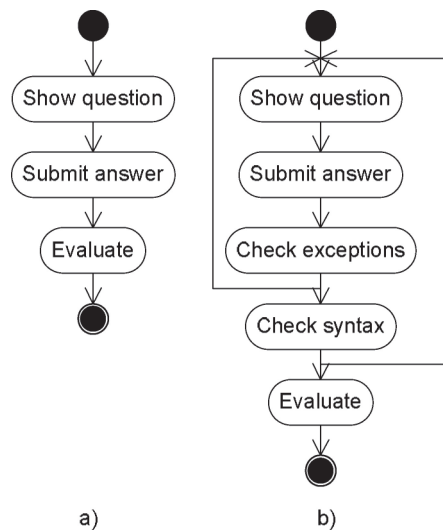 Show question
Submit answer
Evaluate
a)
Show question
Submit answer
Check exceptions
Check syntax
Evaluate
b)